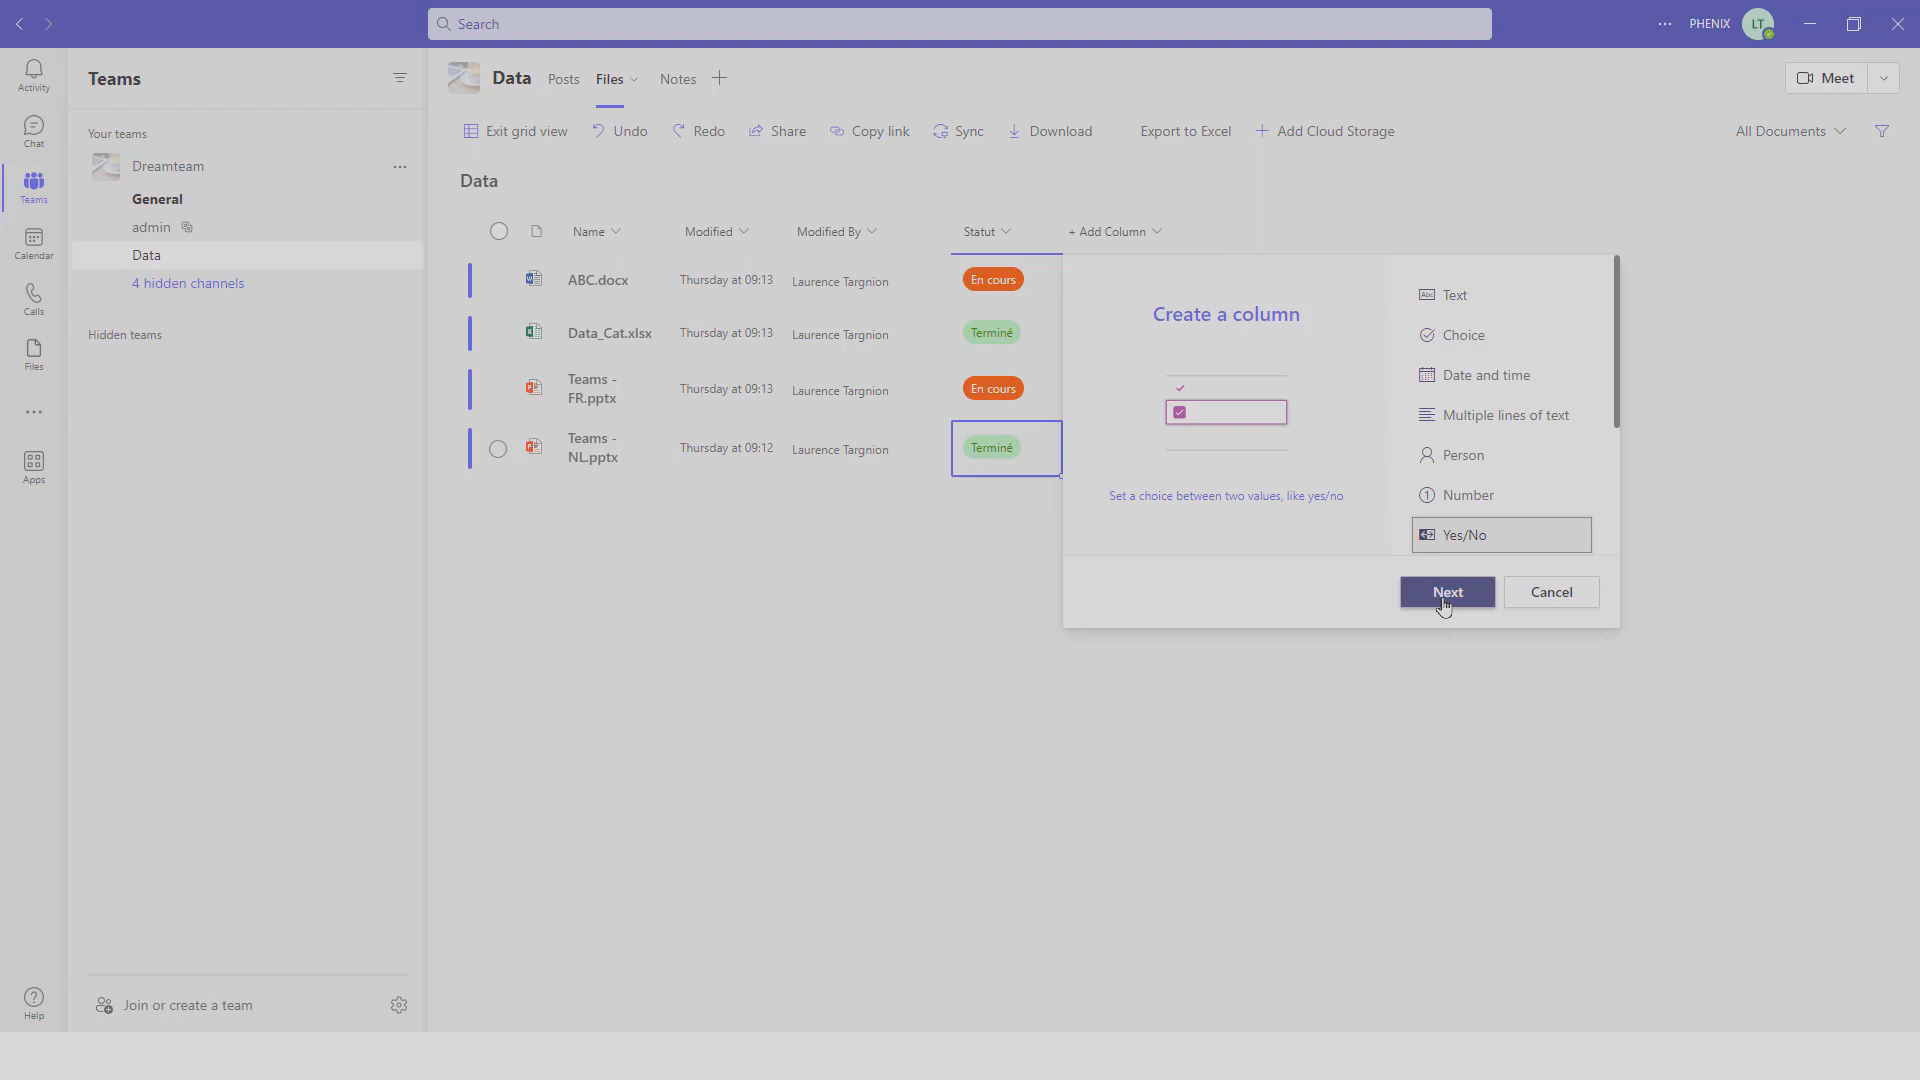 Search
PHENIX
LT
Activity
Chat
Teams
Calendar
Calls
Files
Apps
Help
Teams
Your teams
Dreamteam
General
admin
Data
4 hidden channels
Hidden teams
Join or create a team
Data
Posts
Files
Notes
Meet
Exit grid view
Undo
Redo
Share
Copy link
Sync
Download
Export to Excel
Add Cloud Storage
All Documents
Data
Name
Modified
Modified By
Statut
+ Add Column
ABC.docx
Thursday at 09:13
Laurence Targnion
En cours
Data_Cat.xlsx
Thursday at 09:13
Laurence Targnion
Terminé
Teams -
FR.pptx
Thursday at 09:13
Laurence Targnion
En cours
Teams -
NL.pptx
Thursday at 09:12
Laurence Targnion
Terminé
Create a column
Set a choice between two values, like yes/no
Abc Text
Choice
Date and time
Multiple lines of text
Person
1 Number
Yes/No
Next
Cancel